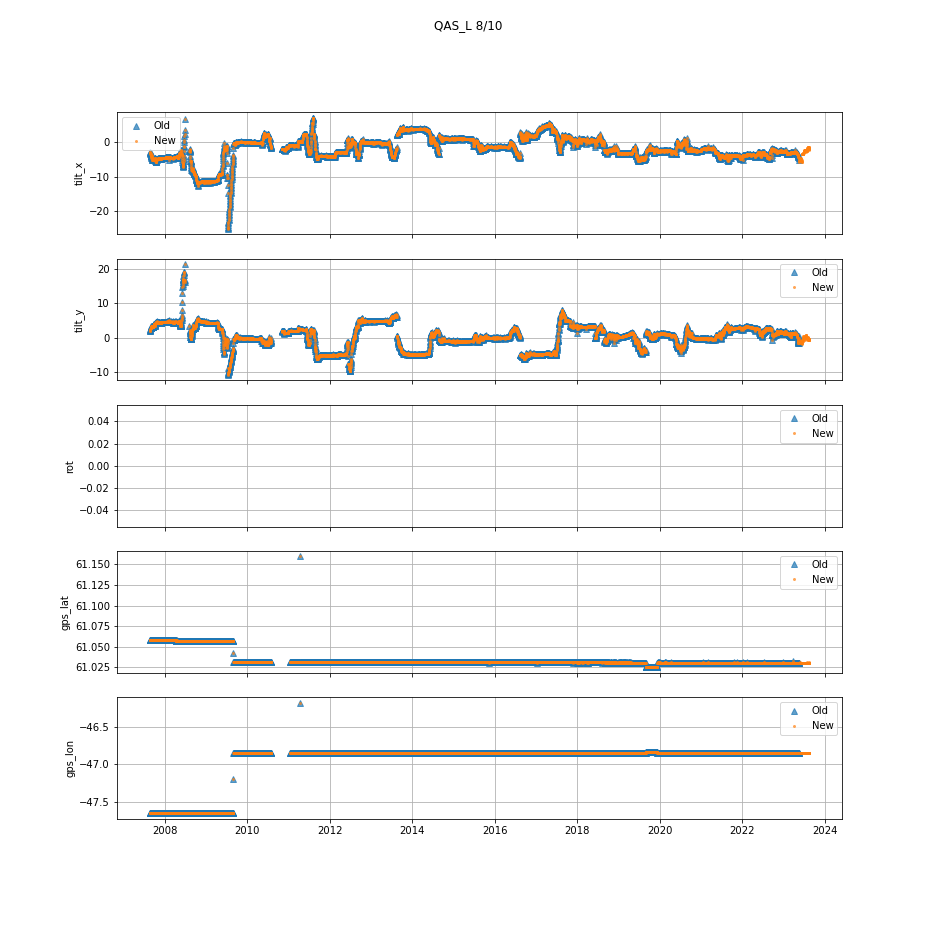 QAS_L 8/10
Old
New
tilt_x
0
−10
−20
Old
New
tilt_y
20
10
0
−10
Old
New
rot
0.04
0.02
0.00
−0.02
−0.04
Old
New
gps_lat
61.150
61.125
61.100
61.075
61.050
61.025
Old
New
gps_lon
−46.5
−47.0
−47.5
2008 2010 2012 2014 2016 2018 2020 2022 2024